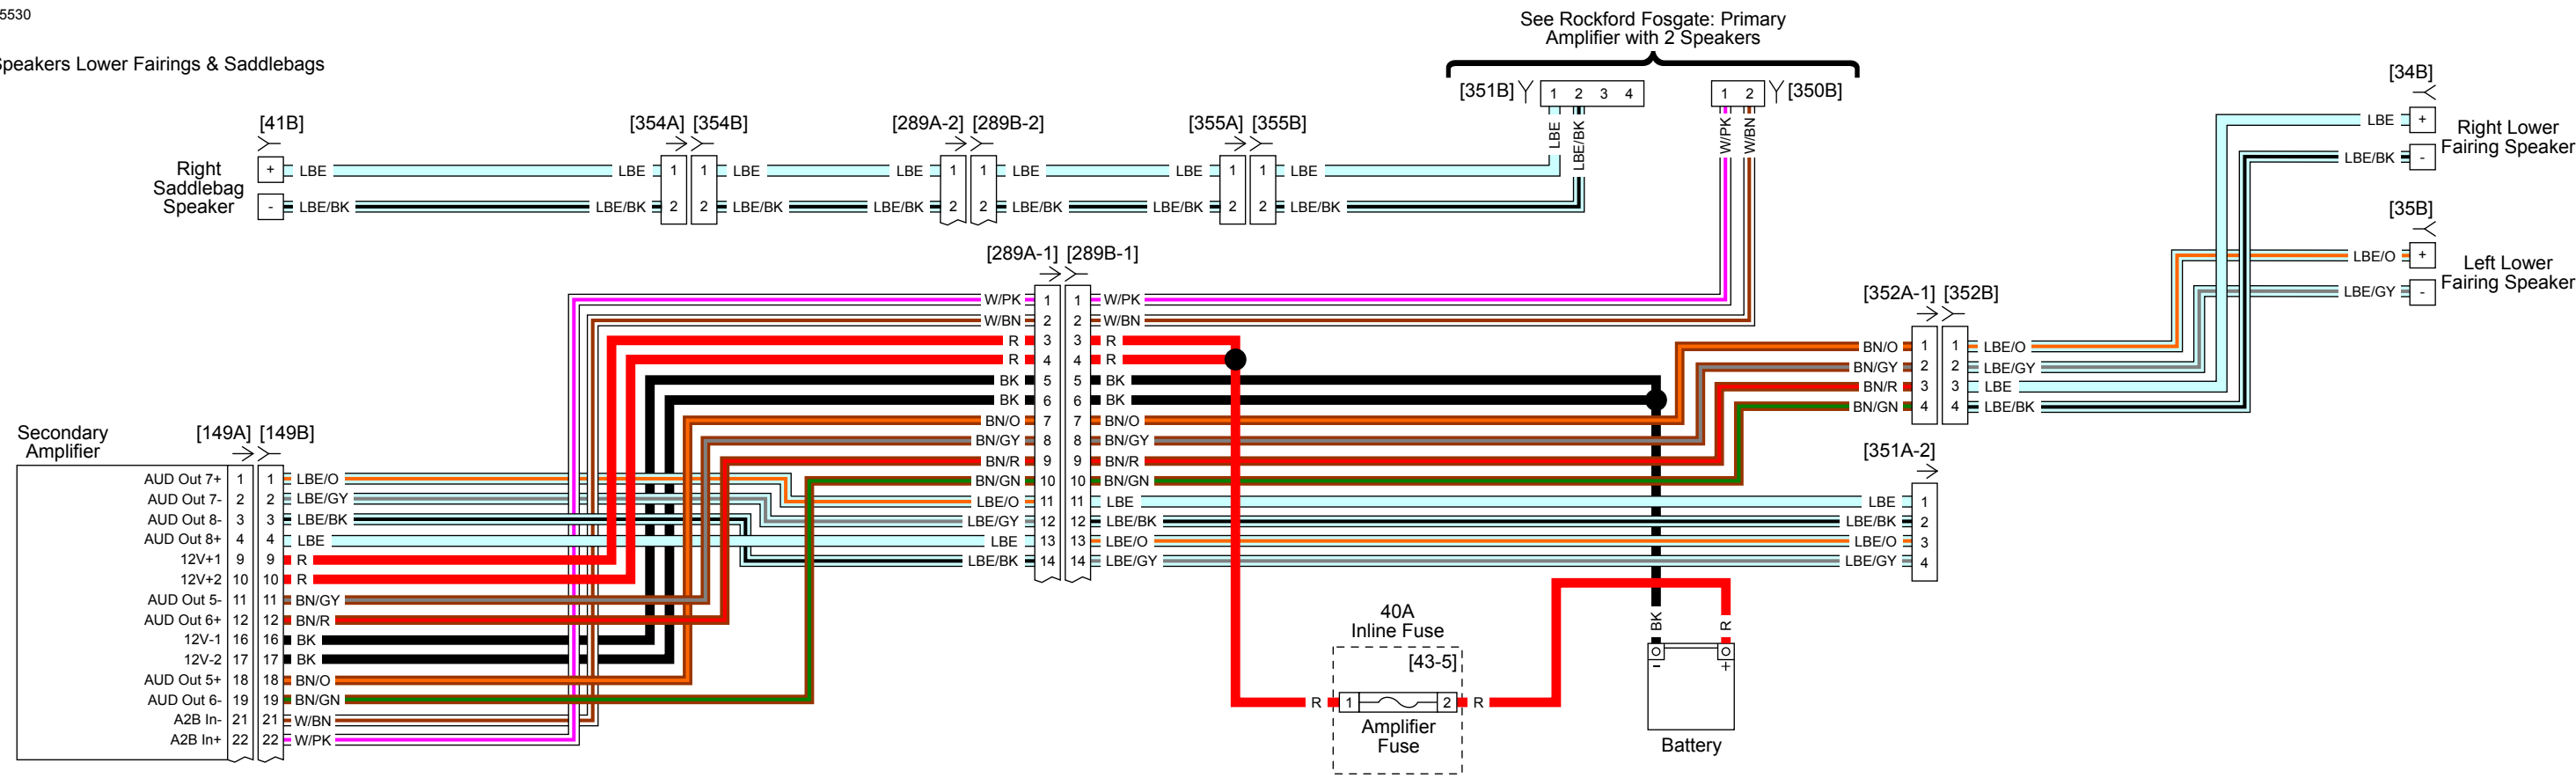 5530
See Rockford Fosgate: Primary
Amplifier with 2 Speakers
Speakers Lower Fairings & Saddlebags
[351B] 1 2 3 4
1 2 [350B]
LBE LBE/BK W/PK W/BN
[41B] [354A] [354B] [289A-2] [289B-2] [355A] [355B]
Right
Saddlebag
Speaker
+ LBE LBE 1 1 LBE LBE 1 1 LBE LBE 1 1 LBE
- LBE/BK LBE/BK 2 2 LBE/BK LBE/BK 2 2 LBE/BK LBE/BK 2 2 LBE/BK
[34B]
LBE +
LBE/BK -
Right Lower
Fairing Speaker
[35B]
LBE/O +
LBE/GY -
Left Lower
Fairing Speaker
[289A-1] [289B-1]
W/PK 1 1 W/PK
W/BN 2 2 W/BN
R 3 3 R
R 4 4 R
BK 5 5 BK
BK 6 6 BK
BN/O 7 7 BN/O
BN/GY 8 8 BN/GY
BN/R 9 9 BN/R
BN/GN 10 10 BN/GN
LBE/O 11 11 LBE
LBE/GY 12 12 LBE/BK
LBE 13 13 LBE/O
LBE/BK 14 14 LBE/GY
[352A-1] [352B]
BN/O 1 1 LBE/O
BN/GY 2 2 LBE/GY
BN/R 3 3 LBE
BN/GN 4 4 LBE/BK
[351A-2]
LBE 1
LBE/BK 2
LBE/O 3
LBE/GY 4
Secondary
Amplifier
[149A] [149B]
AUD Out 7+ 1 1 LBE/O
AUD Out 7- 2 2 LBE/GY
AUD Out 8- 3 3 LBE/BK
AUD Out 8+ 4 4 LBE
12V+1 9 9 R
12V+2 10 10 R
AUD Out 5- 11 11 BN/GY
AUD Out 6+ 12 12 BN/R
12V-1 16 16 BK
12V-2 17 17 BK
AUD Out 5+ 18 18 BN/O
AUD Out 6- 19 19 BN/GN
A2B In- 21 21 W/BN
A2B In+ 22 22 W/PK
40A
Inline Fuse
[43-5]
R 1 2 R
Amplifier
Fuse
BK R
- +
Battery